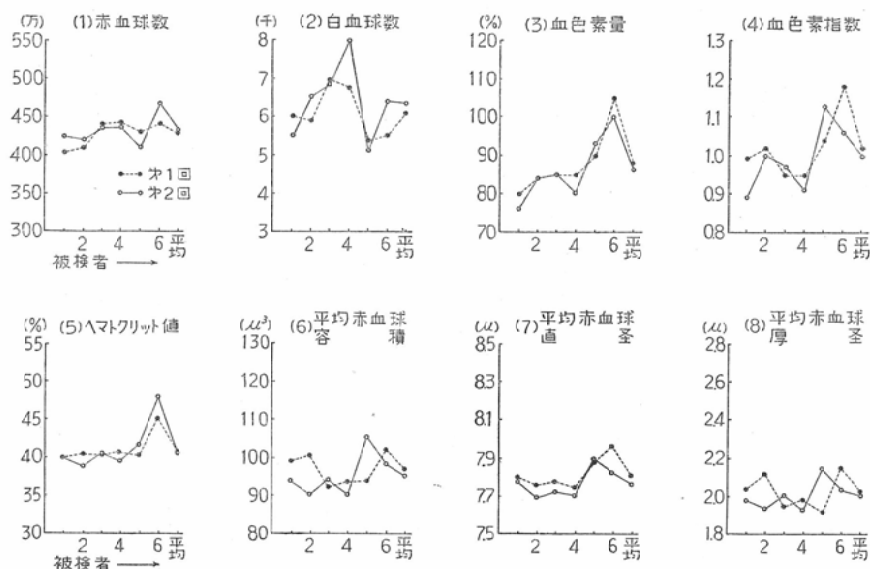 (万) (1)赤血球数
550
500
450
400
350
300
第1回
第2回
2 4 6 平均
被検者
(千) (2)白血球数
8
7
6
5
4
3
2 4 6 平均
(%) (3)血色素量
120
110
100
90
80
70
2 4 6 平均
(4)血色素指数
1.3
1.2
1.1
1.0
0.9
0.8
2 4 6 平均
(%) (5)ヘマトクリット値
55
50
45
40
35
30
2 4 6 平均
被検者
(μ³) (6)平均赤血球容積
130
120
110
100
90
80
2 4 6 平均
(μ) (7)平均赤血球直圣
8.5
8.3
8.1
7.9
7.7
7.5
2 4 6 平均
(μ) (8)平均赤血球厚圣
2.8
2.6
2.4
2.2
2.0
1.8
2 4 6 平均